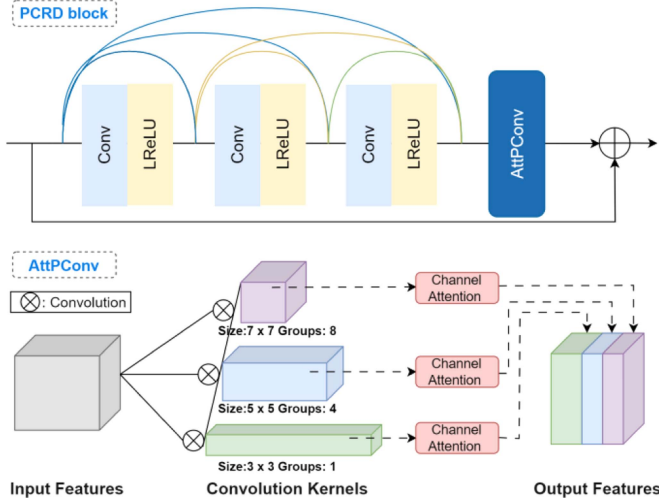 PCRD block
Conv
LReLU
Conv
LReLU
Conv
LReLU
AttPConv
AttPConv
: Convolution
Channel
Attention
Size:7 x 7 Groups: 8
Channel
Attention
Size:5 x 5 Groups: 4
Channel
Attention
Size:3 x 3 Groups: 1
Input Features
Convolution Kernels
Output Features